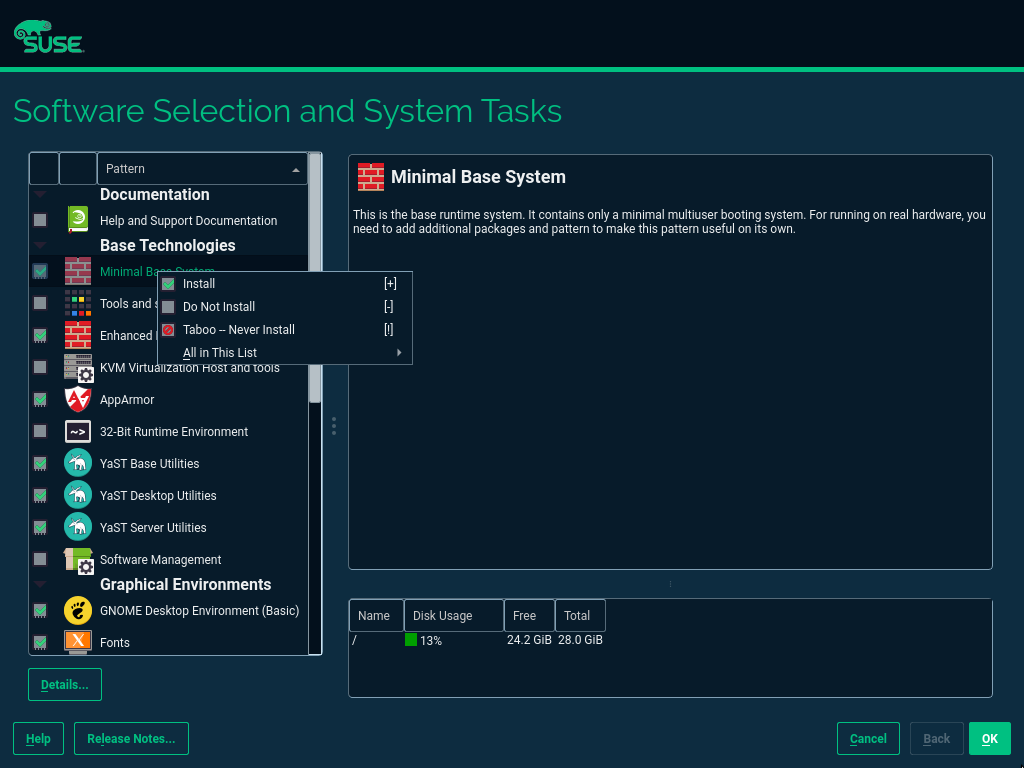 SUSE
Software Selection and System Tasks
Pattern
Documentation
Help and Support Documentation
Base Technologies
Minimal Base System
Tools and s
Enhanced
KVM Virtualization Host and tools
AppArmor
32-Bit Runtime Environment
YaST Base Utilities
YaST Desktop Utilities
YaST Server Utilities
Software Management
Graphical Environments
GNOME Desktop Environment (Basic)
Fonts
Install [+]
Do Not Install [-]
Taboo -- Never Install [!]
All in This List
Minimal Base System
This is the base runtime system. It contains only a minimal multiuser booting system. For running on real hardware, you
need to add additional packages and pattern to make this pattern useful on its own.
Name Disk Usage Free Total
/ 13% 24.2 GiB 28.0 GiB
Details...
Help Release Notes... Cancel Back OK